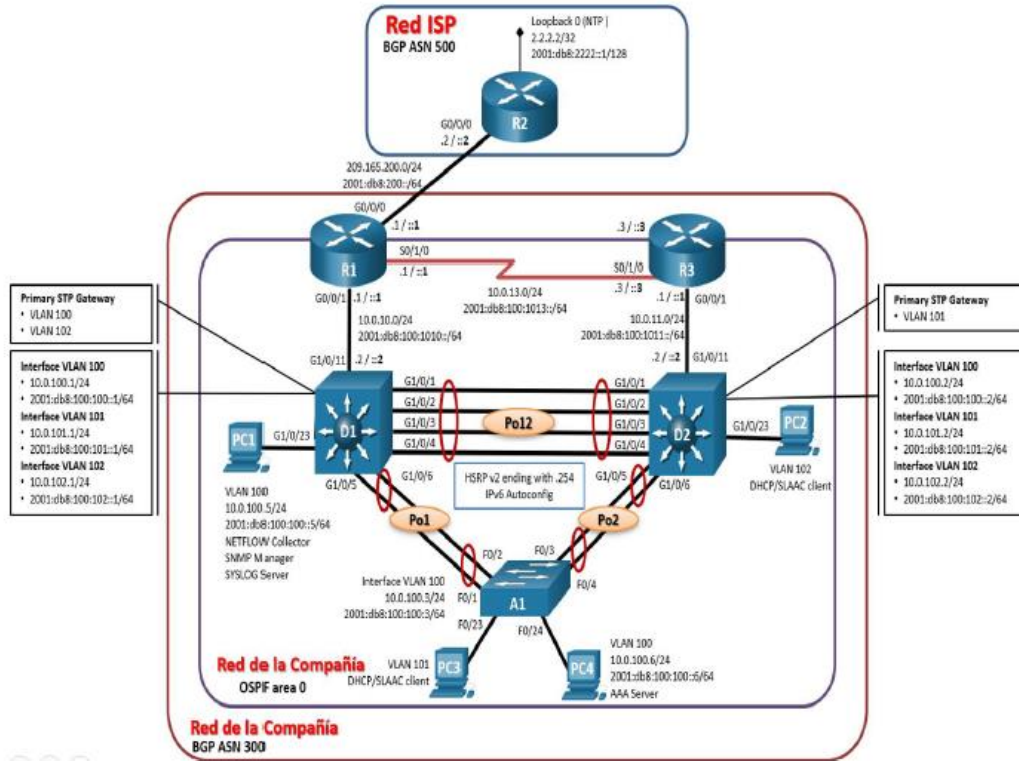 Red ISP
BGP ASN 500
Loopback 0 (NTP )
2.2.2.2/32
2001:db8:2222::1/128
R2
G0/0/0
.2 / ::2
209.165.200.0/24
2001:db8:200::/64
G0/0/0
.1 / ::1
R1
S0/1/0
.1 / ::1
.3 / ::3
R3
S0/1/0
.3 / ::3
10.0.13.0/24
2001:db8:100:1013::/64
G0/0/1
.1 / ::1
10.0.10.0/24
2001:db8:100:1010::/64
.2 / ::2
G1/0/11
.1 / ::1
G0/0/1
10.0.11.0/24
2001:db8:100:1011::/64
.2 / ::2
G1/0/11
Primary STP Gateway
• VLAN 100
• VLAN 102
Interface VLAN 100
• 10.0.100.1/24
• 2001:db8:100:100::1/64
Interface VLAN 101
• 10.0.101.1/24
• 2001:db8:100:101::1/64
Interface VLAN 102
• 10.0.102.1/24
• 2001:db8:100:102::1/64
Primary STP Gateway
• VLAN 101
Interface VLAN 100
• 10.0.100.2/24
• 2001:db8:100:100::2/64
Interface VLAN 101
• 10.0.101.2/24
• 2001:db8:100:101::2/64
Interface VLAN 102
• 10.0.102.2/24
• 2001:db8:100:102::2/64
D1
G1/0/1
G1/0/2
G1/0/3
G1/0/4
Po12
G1/0/1
G1/0/2
G1/0/3
G1/0/4
D2
PC1
G1/0/23
G1/0/23
PC2
VLAN 102
DHCP/SLAAC client
HSRP v2 ending with .254
IPv6 Autoconfig
G1/0/5
G1/0/6
G1/0/5
G1/0/6
VLAN 100
10.0.100.5/24
2001:db8:100:100::5/64
NETFLOW Collector
SNMP Manager
SYSLOG Server
Po1
Po2
F0/2
F0/1
F0/3
F0/4
Interface VLAN 100
10.0.100.3/24
2001:db8:100:100:3/64
A1
F0/23
F0/24
PC3
VLAN 101
DHCP/SLAAC client
PC4
VLAN 100
10.0.100.6/24
2001:db8:100:100::6/64
AAA Server
Red de la Compañía
OSPIF area 0
Red de la Compañía
BGP ASN 300